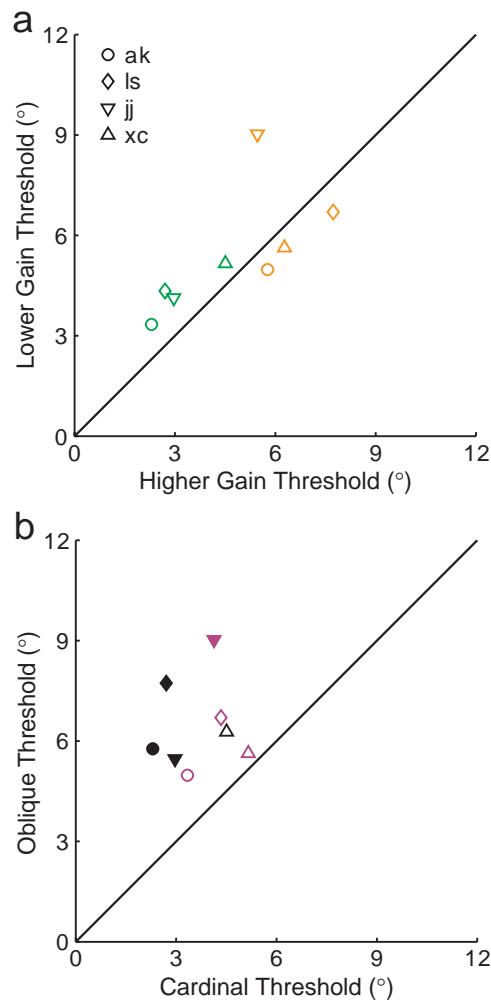 a
ak
ls
jj
xc
12
9
6
3
0
Lower Gain Threshold (°)
0 3 6 9 12
Higher Gain Threshold (°)
b
12
9
6
3
0
Oblique Threshold (°)
0 3 6 9 12
Cardinal Threshold (°)